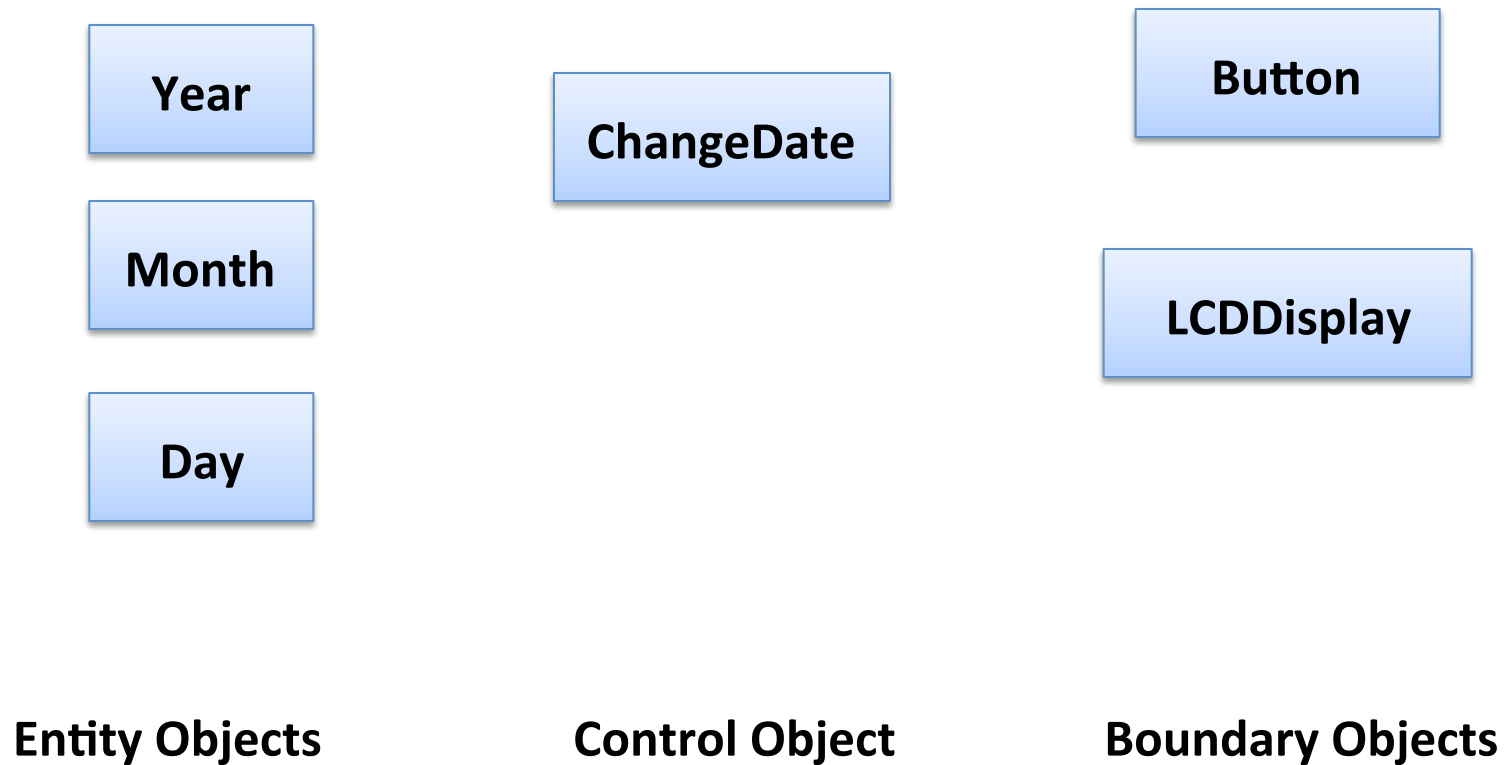 Year
Month
Day
ChangeDate
Button
LCDDisplay
Entity Objects
Control Object
Boundary Objects